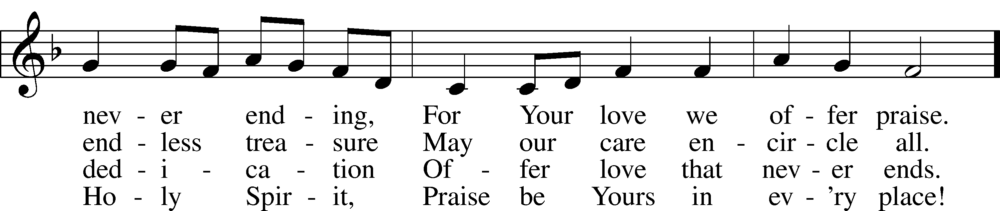 nev - er end - ing, For Your love we of - fer praise.
end - less trea - sure May our care en - cir - cle all.
ded - i - ca - tion Of - fer love that nev - er ends.
Ho - ly Spir - it, Praise be Yours in ev - 'ry place!